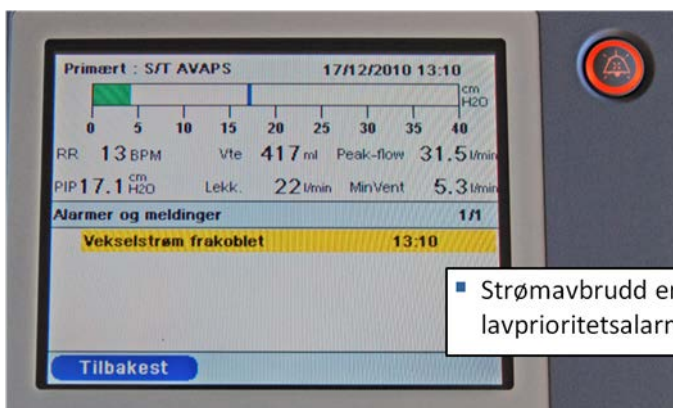 Primært : S/T AVAPS 17/12/2010 13:10
cm
H2O
0 5 10 15 20 25 30 35 40
RR 13 BPM Vte 417 ml Peak-flow 31.5 l/min
PIP 17.1 cm H2O Lekk. 22 l/min MinVent 5.3 l/min
Alarmer og meldinger 1/1
Vekselstrøm frakoblet 13:10
Strømavbrudd er
lavprioritetsalarm
Tilbakest